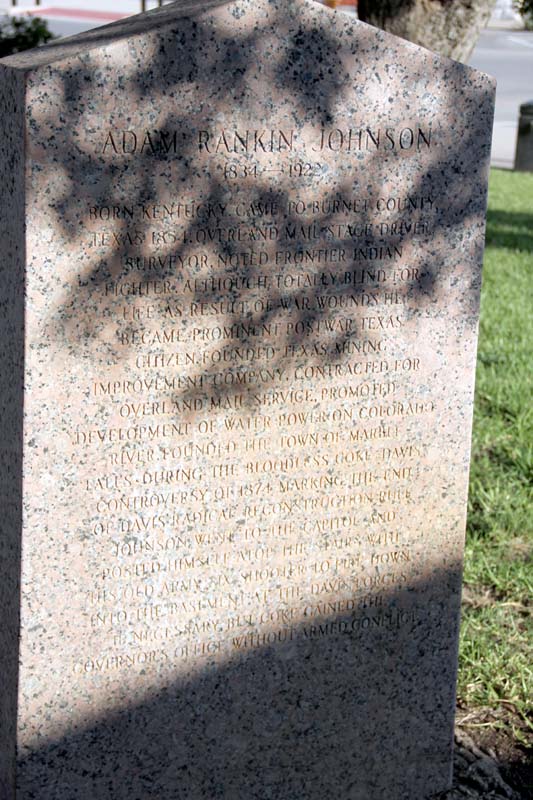 ADAM RANKIN JOHNSON
1834 — 1922
BORN KENTUCKY, CAME TO BURNET COUNTY,
TEXAS 1854. OVERLAND MAIL STAGE DRIVER,
SURVEYOR, NOTED FRONTIER INDIAN
FIGHTER. ALTHOUGH TOTALLY BLIND FOR
LIFE AS RESULT OF WAR WOUNDS HE
BECAME PROMINENT POSTWAR TEXAS
CITIZEN, FOUNDED TEXAS MINING
IMPROVEMENT COMPANY, CONTRACTED FOR
OVERLAND MAIL SERVICE, PROMOTED
DEVELOPMENT OF WATER POWER ON COLORADO
RIVER, FOUNDED THE TOWN OF MARBLE
FALLS. DURING THE BLOODLESS COKE-DAVIS
CONTROVERSY OF 1874 MARKING THE END
OF DAVIS RADICAL RECONSTRUCTION RULE
JOHNSON WENT TO THE CAPITOL AND
POSTED HIMSELF ATOP THE STAIRS WITH
HIS OLD ARMY SIX SHOOTER TO FIRE DOWN
INTO THE BASEMENT AT THE DAVIS FORCES
IF NECESSARY, BUT COKE GAINED THE
GOVERNOR'S OFFICE WITHOUT ARMED CONFLICT.